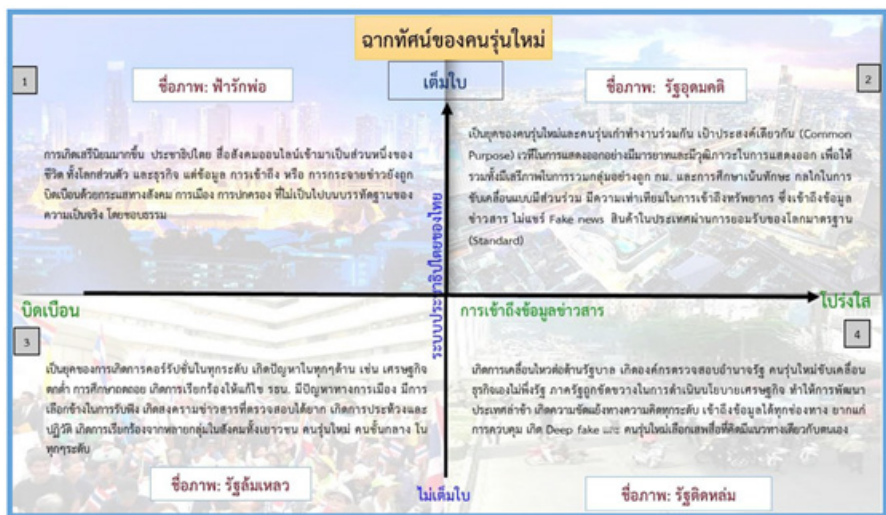 ฉากทัศน์ของคนรุ่นใหม่
1
ชื่อภาพ: ฟ้ารักพ่อ
เต็มใบ
ชื่อภาพ: รัฐอุดมคติ
2
การเกิดเสรีนิยมมากขึ้น ประชาธิปไตย สื่อสังคมออนไลน์เข้ามาเป็นส่วนหนึ่งของ
ชีวิต ทั้งโลกส่วนตัว และธุรกิจ แต่ข้อมูล การเข้าถึง หรือ การกระจายข่าวยังถูก
บิดเบือนด้วยกระแสทางสังคม การเมือง การปกครอง ที่ไม่เป็นไปบนบรรทัดฐานของ
ความเป็นจริง โดยชอบธรรม
เป็นยุคของคนรุ่นใหม่และคนรุ่นเก่าทำงานร่วมกัน เป้าประสงค์เดียวกัน (Common
Purpose) เวทีในการแสดงออกอย่างมีมารยาทและมีวุฒิภาวะในการแสดงออก เพื่อให้
รวมทั้งมีเสรีภาพในการรวมกลุ่มอย่างถูก กม. และการศึกษาเน้นทักษะ กลไกในการ
ขับเคลื่อนแบบมีส่วนร่วม มีความเท่าเทียมในการเข้าถึงทรัพยากร ซึ่งเข้าถึงข้อมูล
ข่าวสาร ไม่แชร์ Fake news สินค้าในประเทศผ่านการยอมรับของโลกมาตรฐาน
(Standard)
ระบบประชาธิปไตยของไทย
บิดเบือน
การเข้าถึงข้อมูลข่าวสาร
โปร่งใส
3
เป็นยุคของการเกิดการคอร์รัปชั่นในทุกระดับ เกิดปัญหาในทุกๆด้าน เช่น เศรษฐกิจ
ตกต่ำ การศึกษาถดถอย เกิดการเรียกร้องให้แก้ไข รธน. มีปัญหาทางการเมือง มีการ
เลือกข้างในการรับฟัง เกิดสงครามข่าวสารที่ตรวจสอบได้ยาก เกิดการประท้วงและ
ปฏิวัติ เกิดการเรียกร้องจากหลายกลุ่มในสังคมทั้งเยาวชน คนรุ่นใหม่ คนชั้นกลาง ใน
ทุกๆระดับ
ชื่อภาพ: รัฐล้มเหลว
4
เกิดการเคลื่อนไหวต่อต้านรัฐบาล เกิดองค์กรตรวจสอบอำนาจรัฐ คนรุ่นใหม่ขับเคลื่อน
ธุรกิจเองไม่พึ่งรัฐ ภาครัฐถูกขัดขวางในการดำเนินนโยบายเศรษฐกิจ ทำให้การพัฒนา
ประเทศล่าช้า เกิดความขัดแย้งทางความคิดทุกระดับ เข้าถึงข้อมูลได้ทุกช่องทาง ยากแก่
การควบคุม เกิด Deep fake และ คนรุ่นใหม่เลือกเสพสื่อที่คิดมีแนวทางเดียวกับตนเอง
ไม่เต็มใบ
ชื่อภาพ: รัฐติดหล่ม